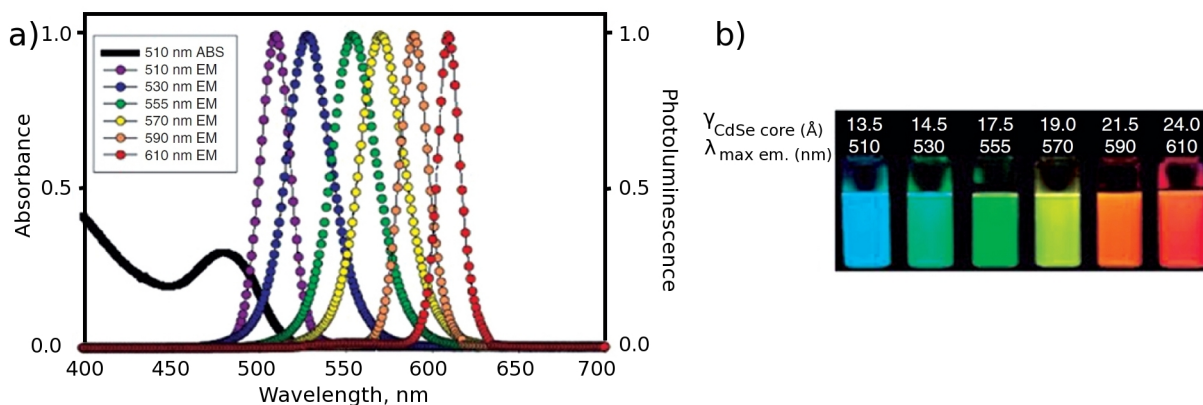 a)
1.0
0.5
0.0
Absorbance
510 nm ABS
510 nm EM
530 nm EM
555 nm EM
570 nm EM
590 nm EM
610 nm EM
1.0
0.5
0.0
Photoluminescence
400 450 500 550 600 650 700
Wavelength, nm
b)
γ CdSe core (Å) 13.5 14.5 17.5 19.0 21.5 24.0
λ max em. (nm) 510 530 555 570 590 610